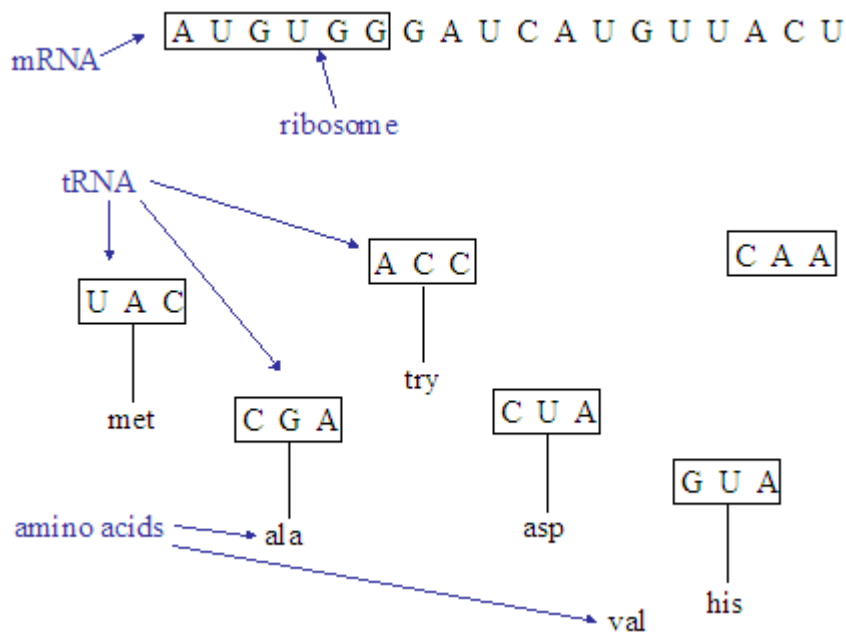 A U G U G G G A U C A U G U U A C U
mRNA
ribosome
tRNA
C A A
A C C
U A C
try
met
C G A
C U A
G U A
amino acids
ala
asp
his
val